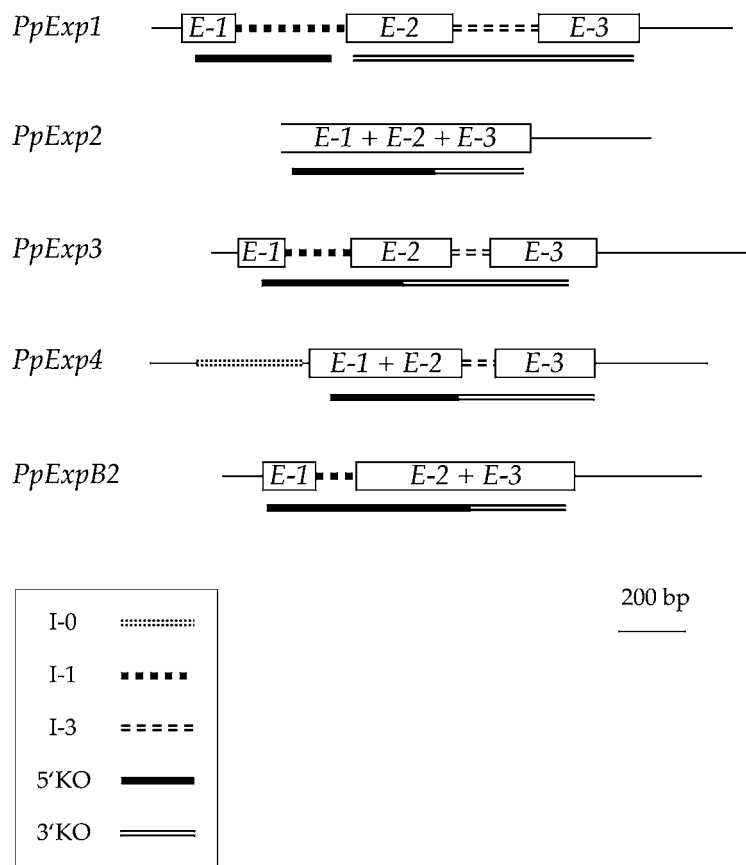 PpExp1 E-1 E-2 E-3
PpExp2 E-1 + E-2 + E-3
PpExp3 E-1 E-2 E-3
PpExp4 E-1 + E-2 E-3
PpExpB2 E-1 E-2 + E-3
200 bp
I-0
I-1
I-3
5'KO
3'KO